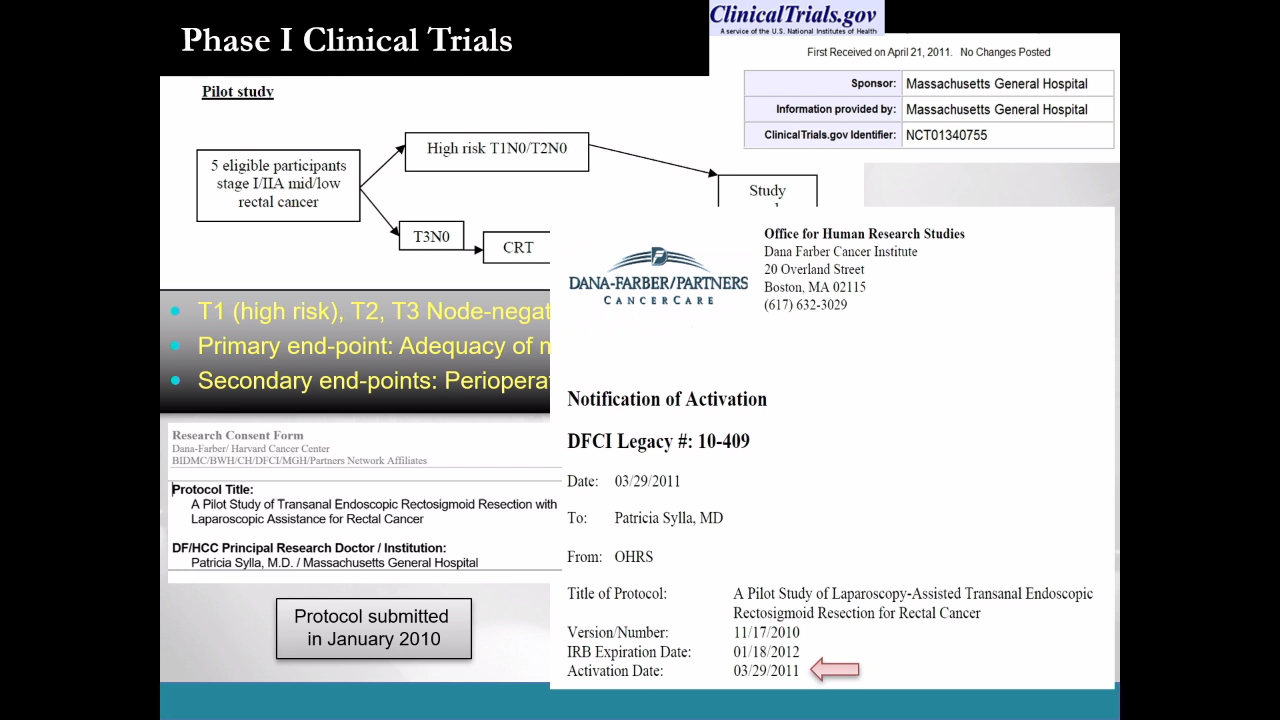 Phase I Clinical Trials
ClinicalTrials.gov
A service of the U.S. National Institutes of Health
First Received on April 21, 2011. No Changes Posted
Sponsor: Massachusetts General Hospital
Information provided by: Massachusetts General Hospital
ClinicalTrials.gov Identifier: NCT01340755
Pilot study
5 eligible participants
stage I/IIA mid/low
rectal cancer
High risk T1N0/T2N0
Study
T3N0
CRT
T1 (high risk), T2, T3 Node-negat
Primary end-point: Adequacy of
Secondary end-points: Periopera
Research Consent Form
Dana-Farber/ Harvard Cancer Center
BIDMC/BWH/CH/DFCI/MGH/Partners Network Affiliates
Protocol Title:
A Pilot Study of Transanal Endoscopic Rectosigmoid Resection with
Laparoscopic Assistance for Rectal Cancer
DF/HCC Principal Research Doctor / Institution:
Patricia Sylla, M.D. / Massachusetts General Hospital
Protocol submitted
in January 2010
DANA-FARBER/PARTNERS
CANCERCARE
Office for Human Research Studies
Dana Farber Cancer Institute
20 Overland Street
Boston, MA 02115
(617) 632-3029
Notification of Activation
DFCI Legacy #: 10-409
Date: 03/29/2011
To: Patricia Sylla, MD
From: OHRS
Title of Protocol: A Pilot Study of Laparoscopy-Assisted Transanal Endoscopic
Rectosigmoid Resection for Rectal Cancer
Version/Number: 11/17/2010
IRB Expiration Date: 01/18/2012
Activation Date: 03/29/2011